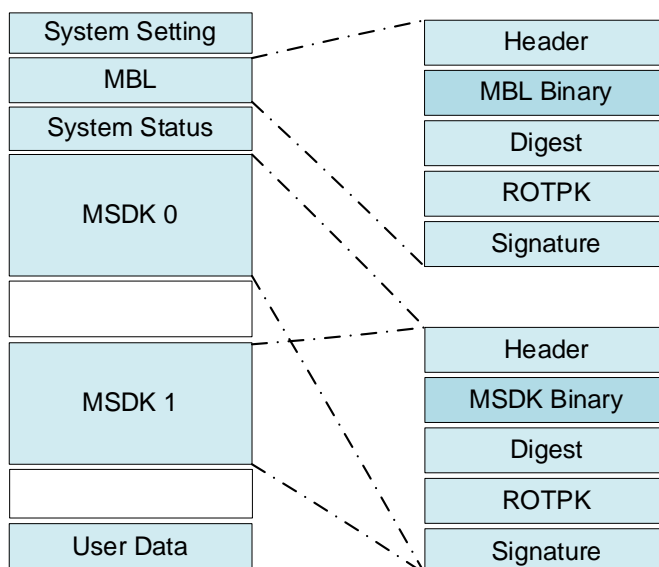 System Setting
MBL
System Status
MSDK 0
MSDK 1
User Data
Header
MBL Binary
Digest
ROTPK
Signature
Header
MSDK Binary
Digest
ROTPK
Signature